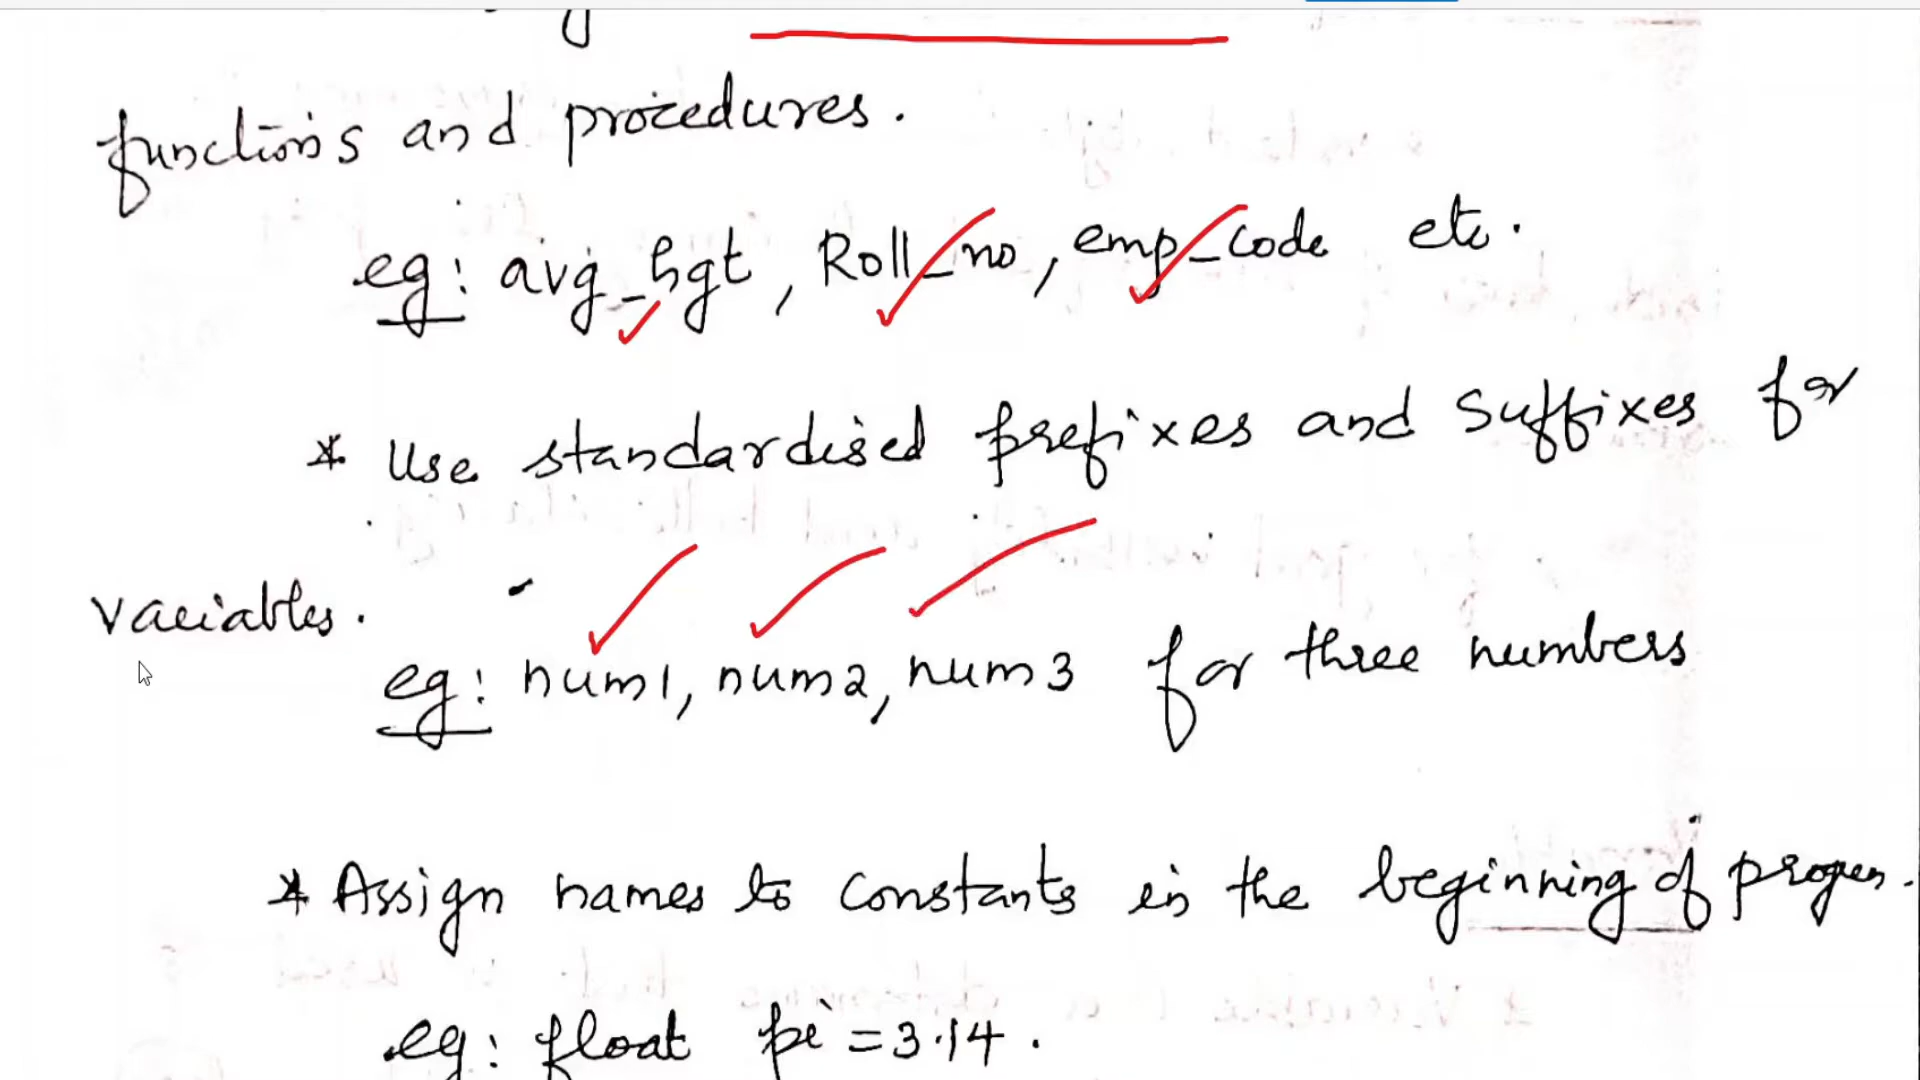 functions and procedures.
eg: avg_hgt, Roll_no, emp_code etc.
* Use standardised prefixes and suffixes for
variables.
eg: num1, num2, num3 for three numbers
* Assign names to constants in the beginning of
eg: float pi = 3.14.